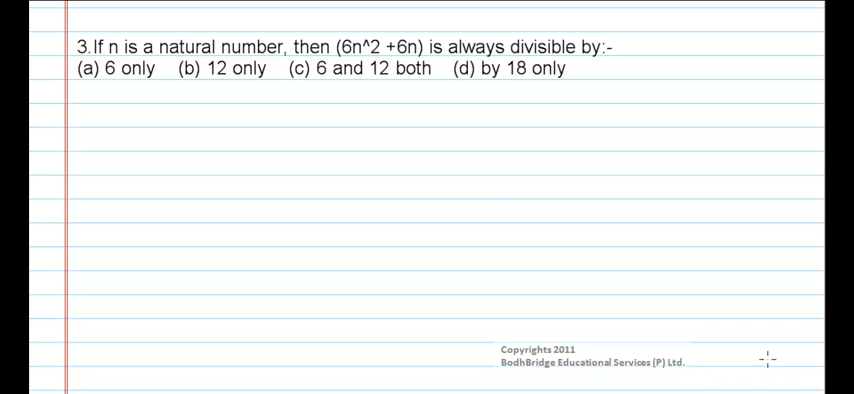 3.If n is a natural number, then (6n^2 +6n) is always divisible by:-
(a) 6 only (b) 12 only (c) 6 and 12 both (d) by 18 only
Copyrights 2011
BodhBridge Educational Services (P) Ltd.